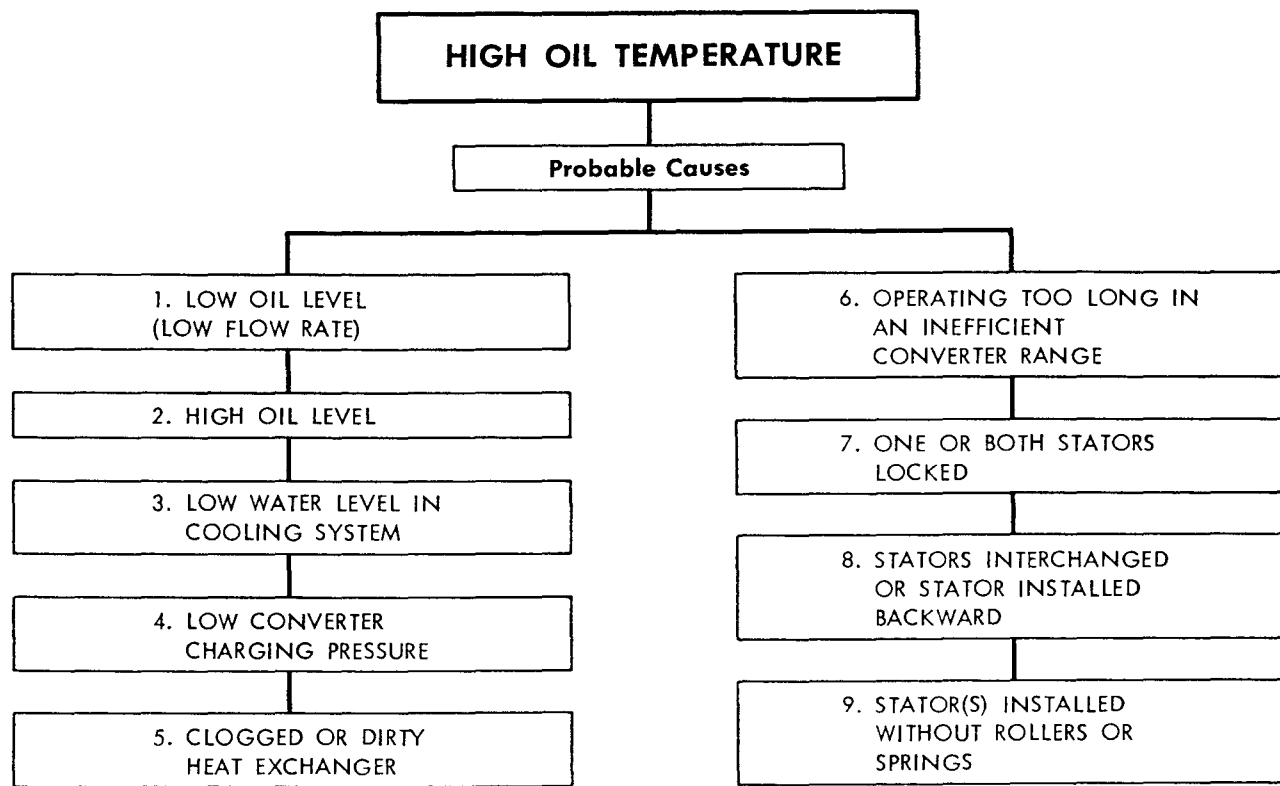 HIGH OIL TEMPERATURE
Probable Causes
1. LOW OIL LEVEL
(LOW FLOW RATE)
2. HIGH OIL LEVEL
3. LOW WATER LEVEL IN
COOLING SYSTEM
4. LOW CONVERTER
CHARGING PRESSURE
5. CLOGGED OR DIRTY
HEAT EXCHANGER
6. OPERATING TOO LONG IN
AN INEFFICIENT
CONVERTER RANGE
7. ONE OR BOTH STATORS
LOCKED
8. STATORS INTERCHANGED
OR STATOR INSTALLED
BACKWARD
9. STATOR(S) INSTALLED
WITHOUT ROLLERS OR
SPRINGS